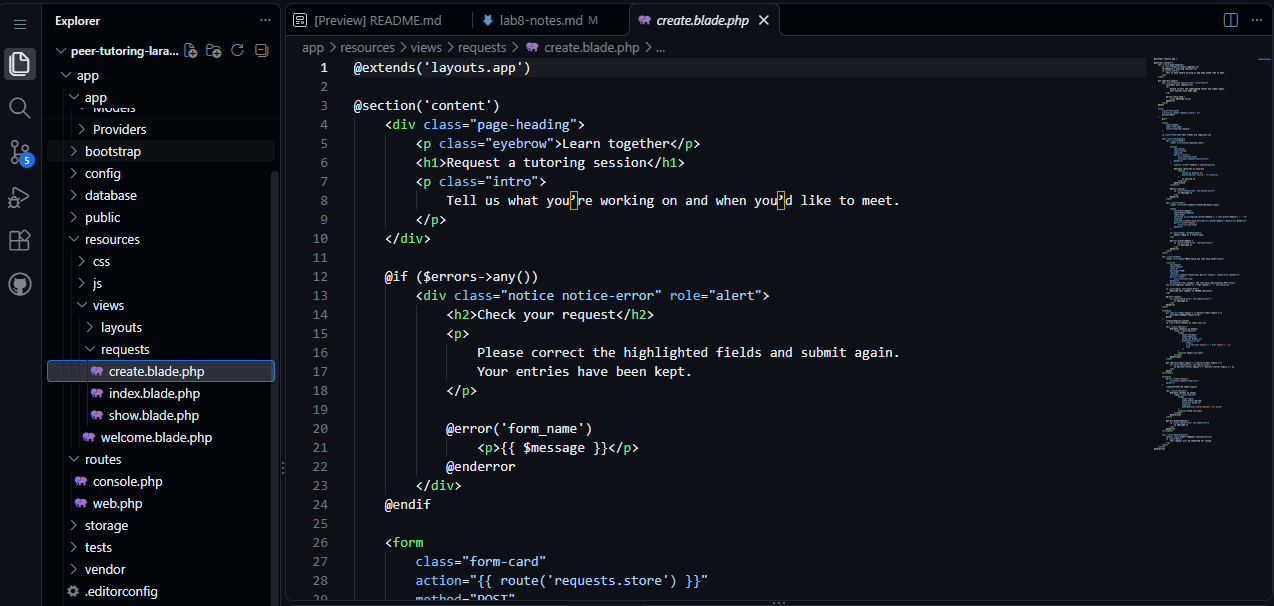 Explorer
peer-tutoring-lara...
app
app
Models
Providers
bootstrap
config
database
public
resources
css
js
views
layouts
requests
create.blade.php
index.blade.php
show.blade.php
welcome.blade.php
routes
console.php
web.php
storage
tests
vendor
.editorconfig
5
[Preview] README.md
lab8-notes.md M
create.blade.php
app > resources > views > requests > create.blade.php > ...
1 @extends('layouts.app')
2
3 @section('content')
4 <div class="page-heading">
5 <p class="eyebrow">Learn together</p>
6 <h1>Request a tutoring session</h1>
7 <p class="intro">
8 Tell us what you’re working on and when you’d like to meet.
9 </p>
10 </div>
11
12 @if ($errors->any())
13 <div class="notice notice-error" role="alert">
14 <h2>Check your request</h2>
15 <p>
16 Please correct the highlighted fields and submit again.
17 Your entries have been kept.
18 </p>
19
20 @error('form_name')
21 <p>{{ $message }}</p>
22 @enderror
23 </div>
24 @endif
25
26 <form
27 class="form-card"
28 action="{{ route('requests.store') }}"
29 method="POST"